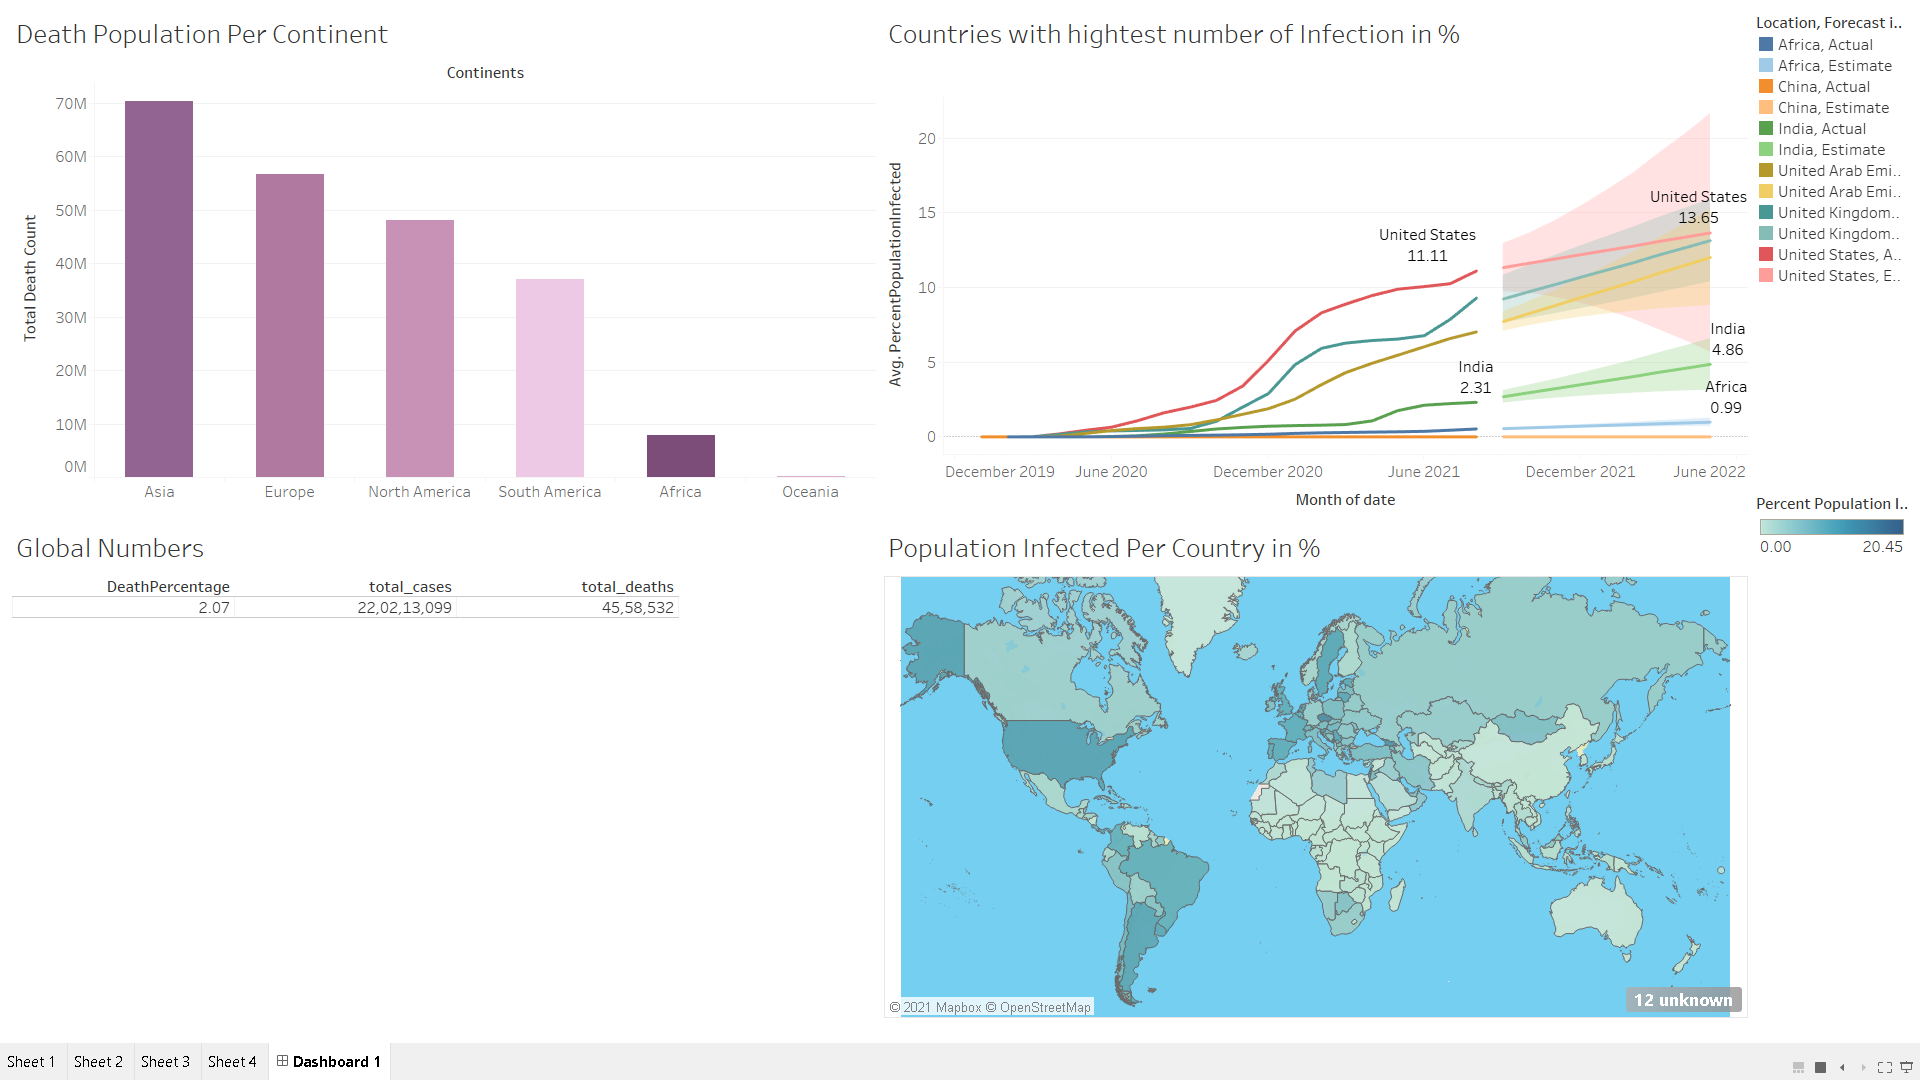 Death Population Per Continent
Continents
Total Death Count
70M
60M
50M
40M
30M
20M
10M
0M
Asia Europe North America South America Africa Oceania
Countries with hightest number of Infection in %
Avg. PercentPopulationInfected
20
15
10
5
0
United States
13.65
United States
11.11
India
4.86
India
2.31
Africa
0.99
December 2019 June 2020 December 2020 June 2021 December 2021 June 2022
Month of date
Location, Forecast i..
Africa, Actual
Africa, Estimate
China, Actual
China, Estimate
India, Actual
India, Estimate
United Arab Emi..
United Arab Emi..
United Kingdom..
United Kingdom..
United States, A..
United States, E..
Global Numbers
DeathPercentage total_cases total_deaths
2.07 22,02,13,099 45,58,532
Population Infected Per Country in %
Percent Population I..
0.00 20.45
© 2021 Mapbox © OpenStreetMap
12 unknown
Sheet 1 Sheet 2 Sheet 3 Sheet 4 Dashboard 1